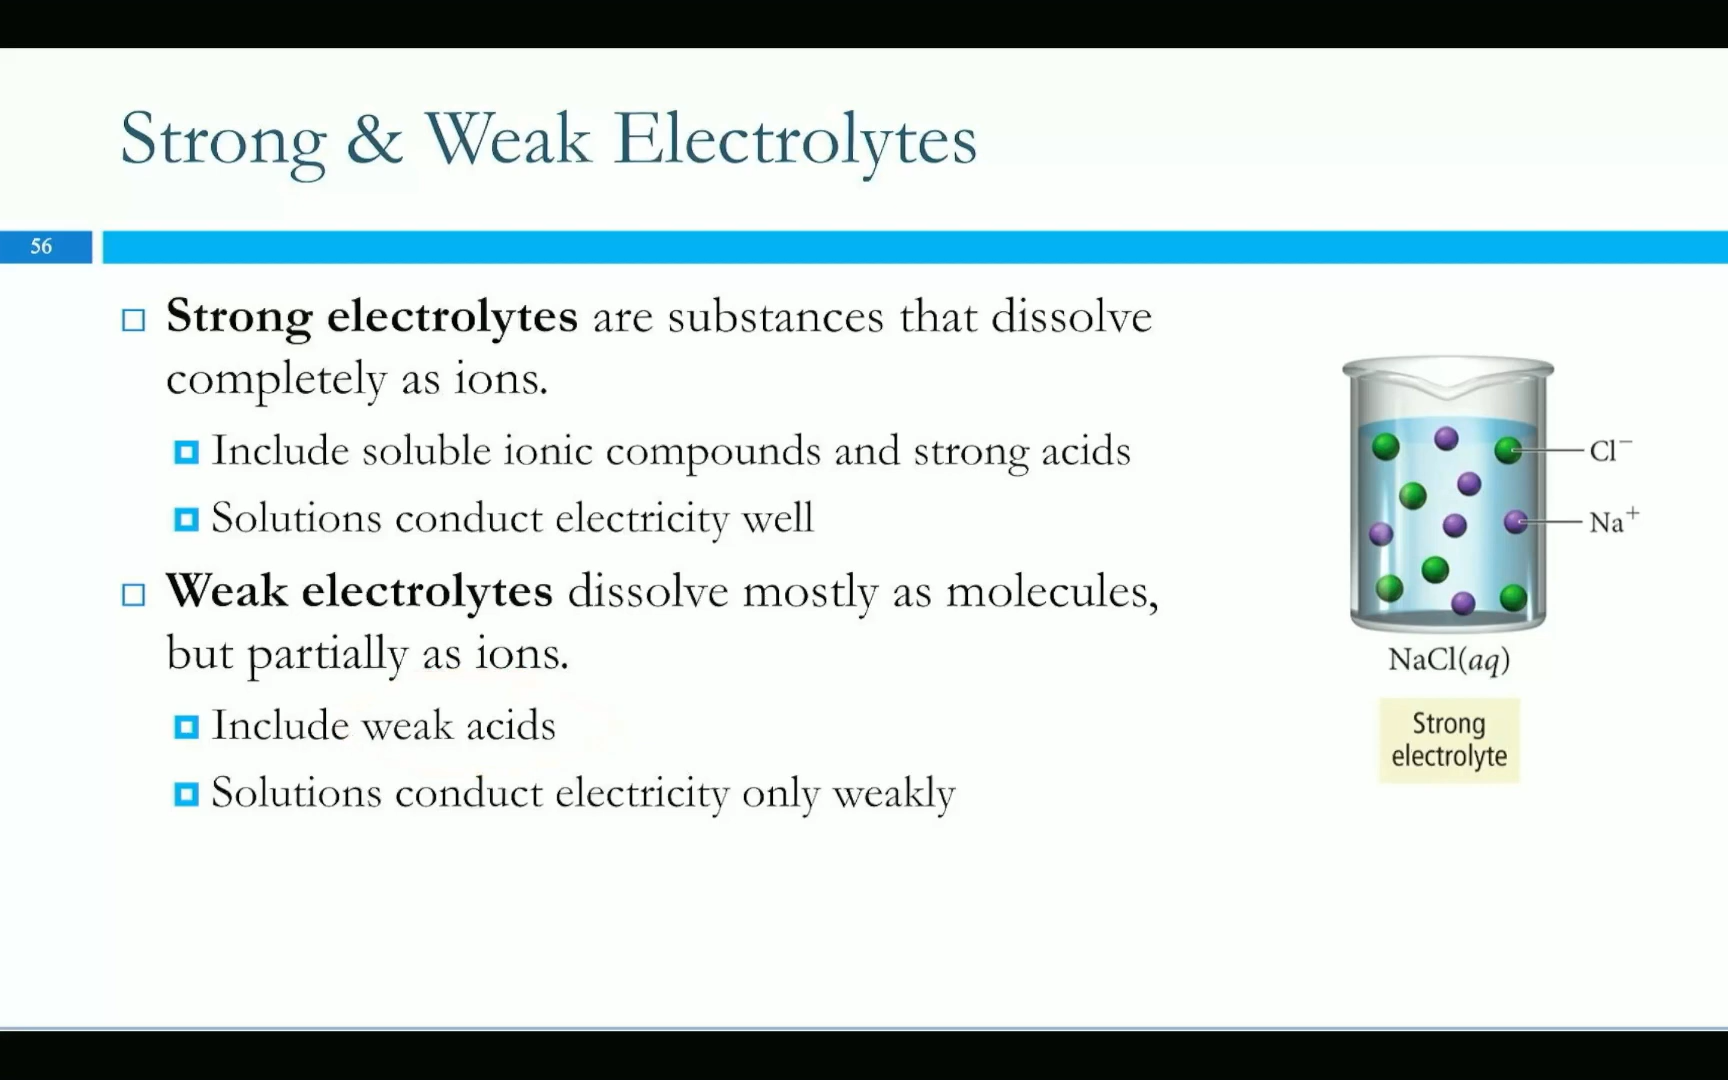 Strong & Weak Electrolytes
56
Strong electrolytes are substances that dissolve
completely as ions.
Include soluble ionic compounds and strong acids
Solutions conduct electricity well
Weak electrolytes dissolve mostly as molecules,
but partially as ions.
Include weak acids
Solutions conduct electricity only weakly
Cl⁻
Na⁺
NaCl(aq)
Strong
electrolyte